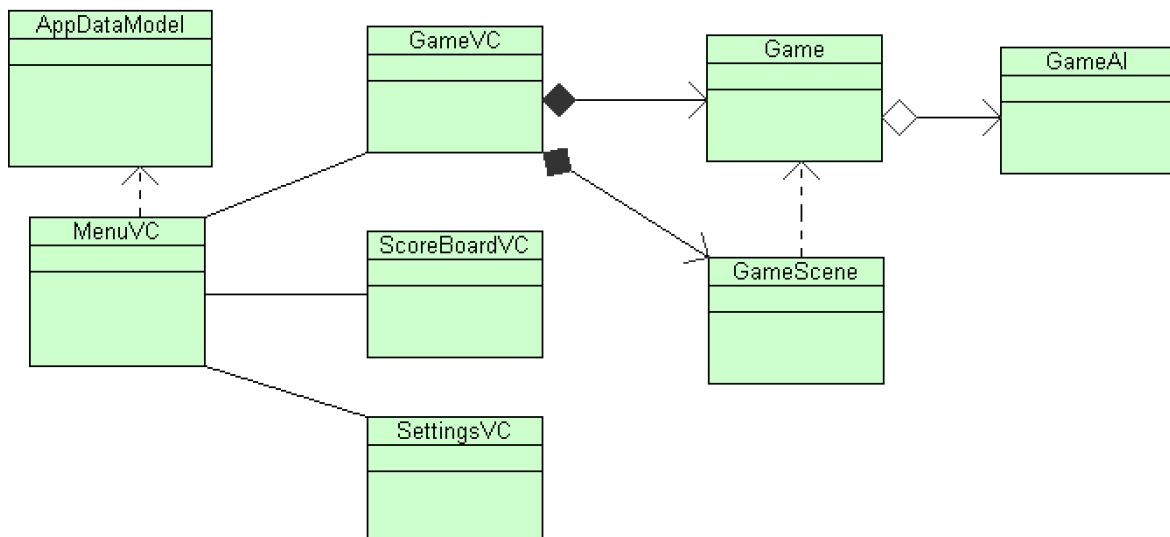 AppDataModel
GameVC
Game
GameAI
MenuVC
ScoreBoardVC
GameScene
SettingsVC